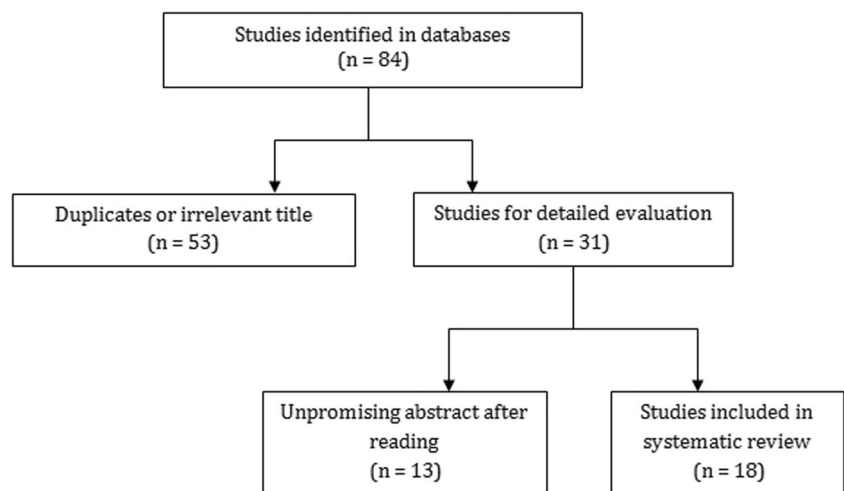 Studies identified in databases
(n = 84)
Duplicates or irrelevant title
(n = 53)
Studies for detailed evaluation
(n = 31)
Unpromising abstract after
reading
(n = 13)
Studies included in
systematic review
(n = 18)